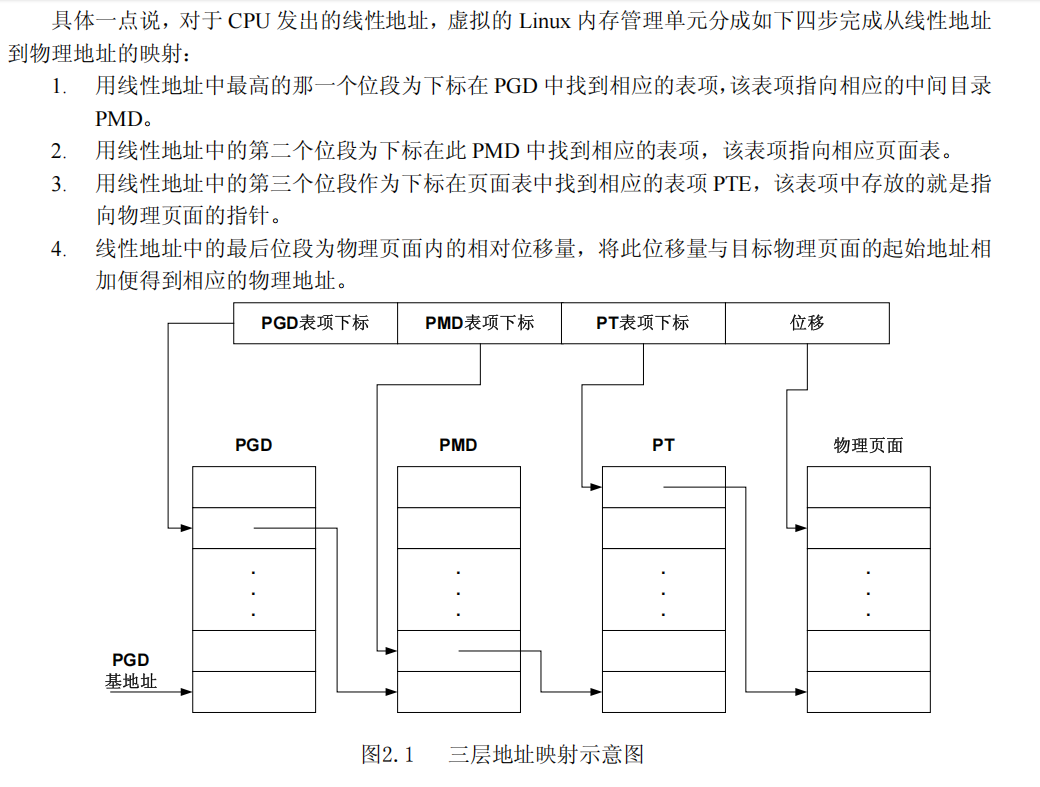 具体一点说，对于 CPU 发出的线性地址，虚拟的 Linux 内存管理单元分成如下四步完成从线性地址
到物理地址的映射：
1. 用线性地址中最高的那一个位段为下标在 PGD 中找到相应的表项，该表项指向相应的中间目录
PMD。
2. 用线性地址中的第二个位段为下标在此 PMD 中找到相应的表项，该表项指向相应页面表。
3. 用线性地址中的第三个位段作为下标在页面表中找到相应的表项 PTE，该表项中存放的就是指
向物理页面的指针。
4. 线性地址中的最后位段为物理页面内的相对位移量，将此位移量与目标物理页面的起始地址相
加便得到相应的物理地址。
PGD表项下标 PMD表项下标 PT表项下标 位移
PGD PMD PT 物理页面
PGD
基地址
图2.1 三层地址映射示意图